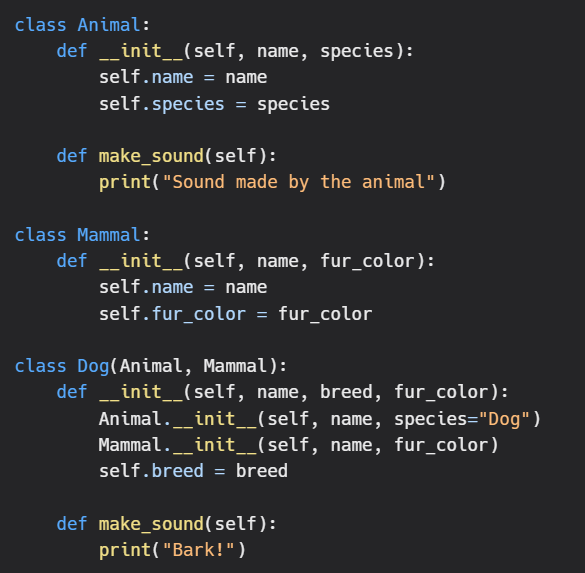 class Animal:
    def __init__(self, name, species):
        self.name = name
        self.species = species

    def make_sound(self):
        print("Sound made by the animal")

class Mammal:
    def __init__(self, name, fur_color):
        self.name = name
        self.fur_color = fur_color

class Dog(Animal, Mammal):
    def __init__(self, name, breed, fur_color):
        Animal.__init__(self, name, species="Dog")
        Mammal.__init__(self, name, fur_color)
        self.breed = breed

    def make_sound(self):
        print("Bark!")